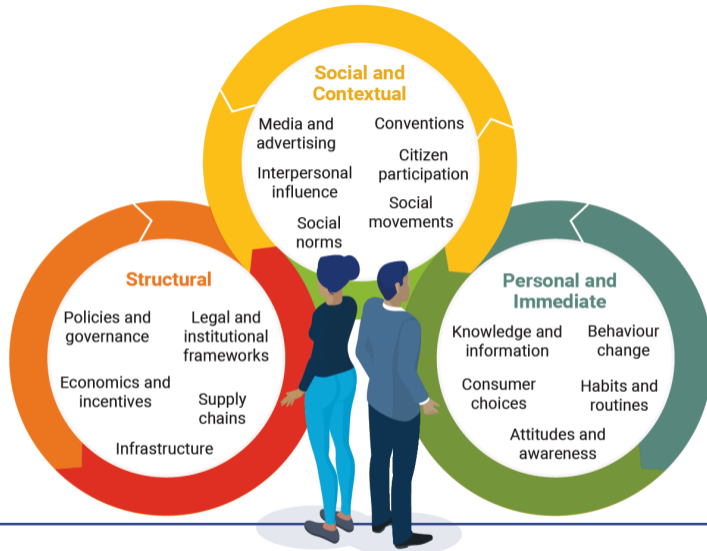 Social and
Contextual
Media and
advertising
Conventions
Interpersonal
influence
Citizen
participation
Social
norms
Social
movements
Structural
Policies and
governance
Legal and
institutional
frameworks
Economics and
incentives
Supply
chains
Infrastructure
Personal and
Immediate
Knowledge and
information
Behaviour
change
Consumer
choices
Habits and
routines
Attitudes and
awareness